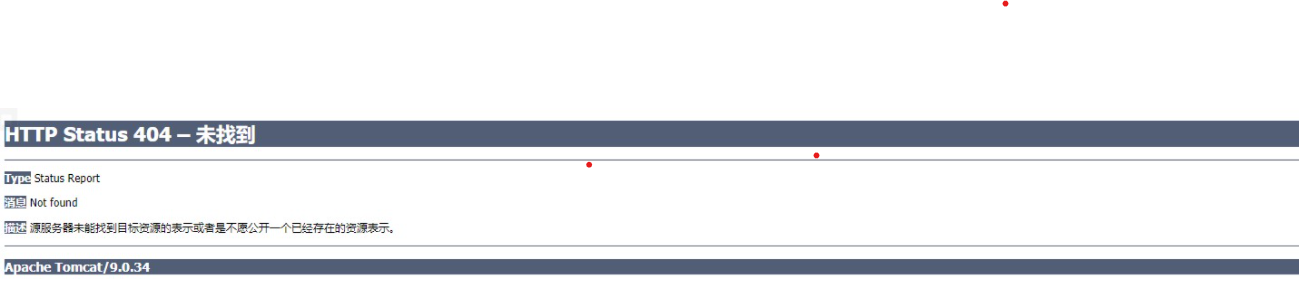 HTTP Status 404 – 未找到
Type Status Report
消息 Not found
描述 源服务器未能找到目标资源的表示或者是不愿公开一个已经存在的资源表示。
Apache Tomcat/9.0.34